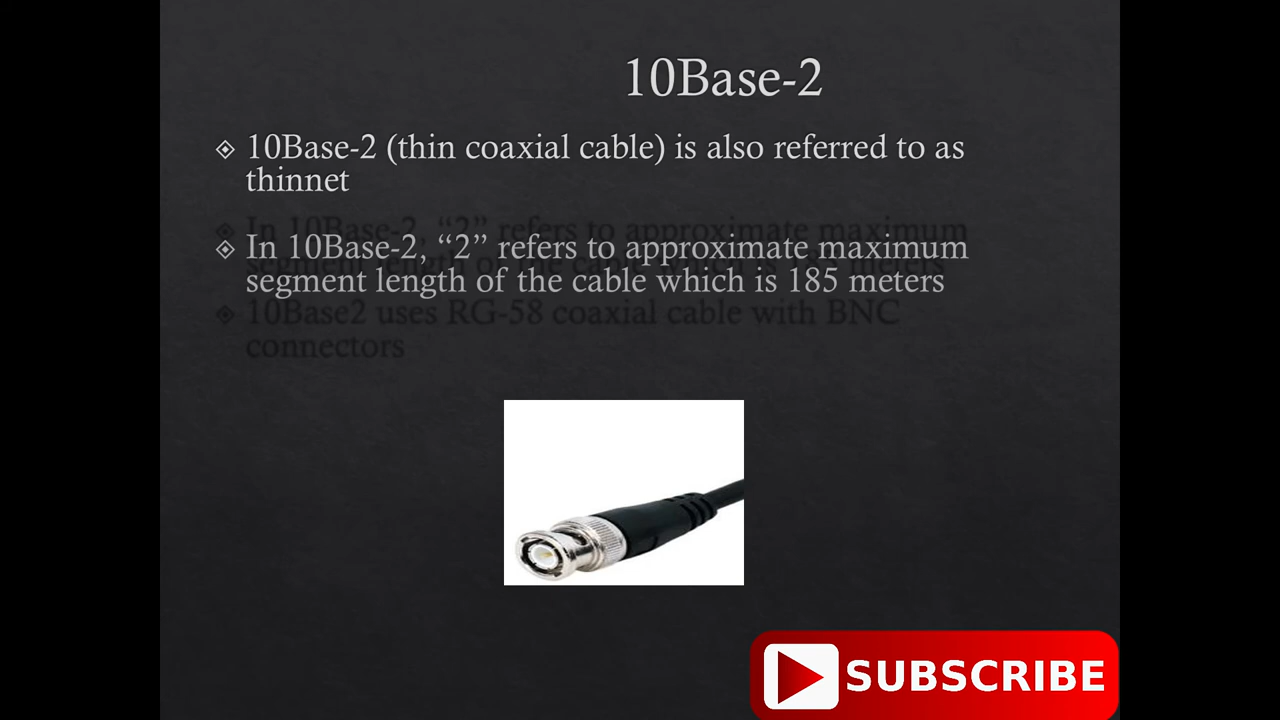 10Base-2
10Base-2 (thin coaxial cable) is also referred to as
thinnet
In 10Base-2, “2” refers to approximate maximum
segment length of the cable which is 185 meters
10Base2 uses RG-58 coaxial cable with BNC
connectors
SUBSCRIBE